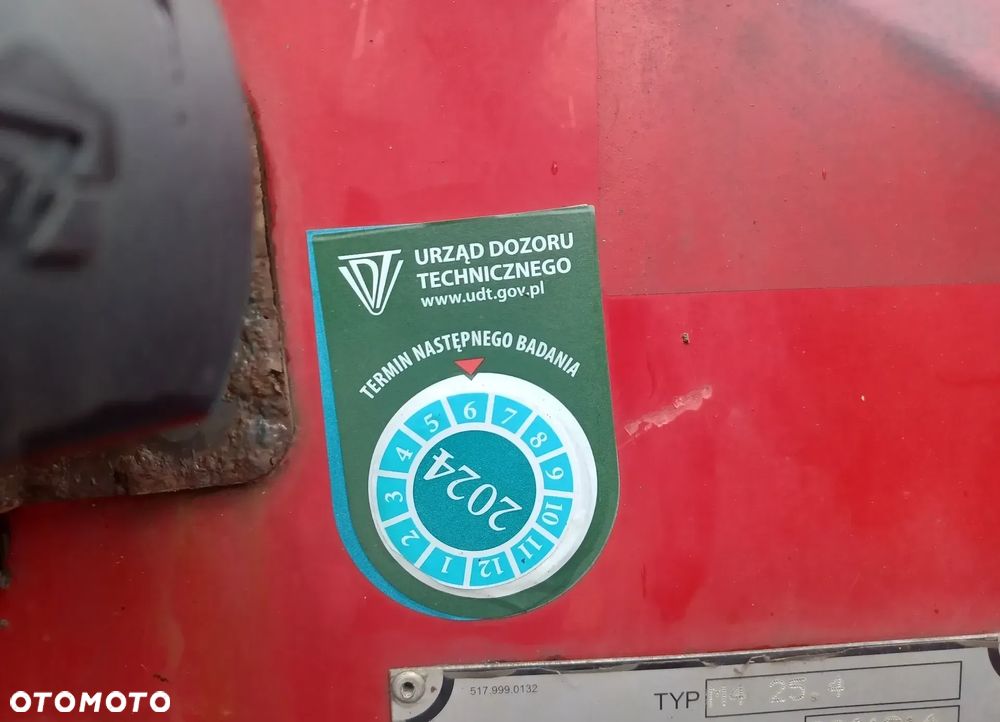 URZĄD DOZORU
TECHNICZNEGO
www.udt.gov.pl
TERMIN NASTĘPNEGO BADANIA
1 2 3 4 5 6 7 8 9 10 11 12
2024
517.999.0132
TYP M4 25.4
OTOMOTO